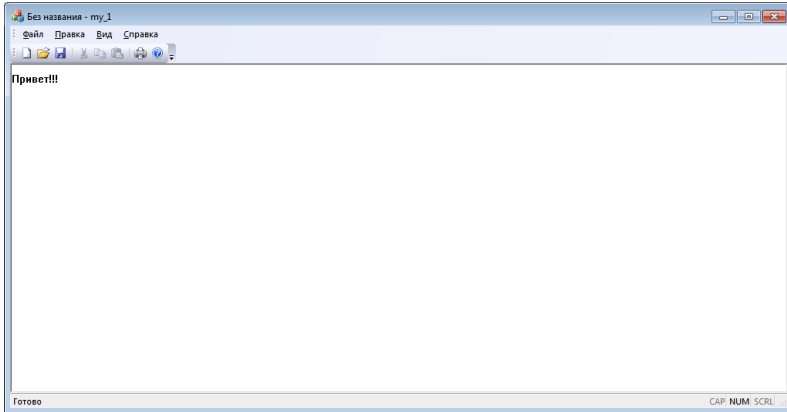 Без названия - my_1
Файл Правка Вид Справка
Привет!!!
Готово CAP NUM SCRL